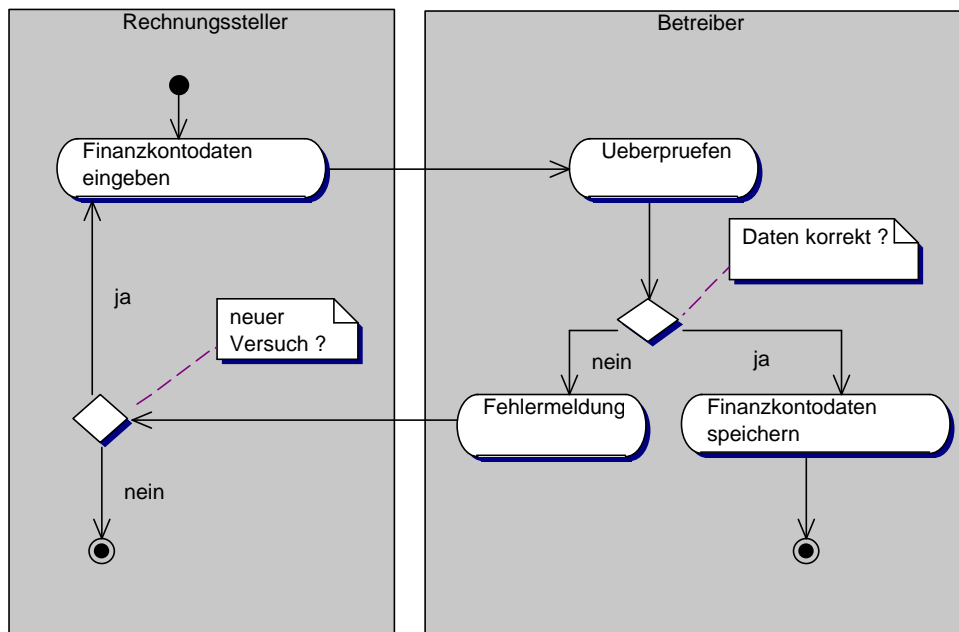 Rechnungssteller
Betreiber
Finanzkontodaten
eingeben
Ueberpruefen
Daten korrekt ?
ja
neuer
Versuch ?
nein
ja
Fehlermeldung
Finanzkontodaten
speichern
nein